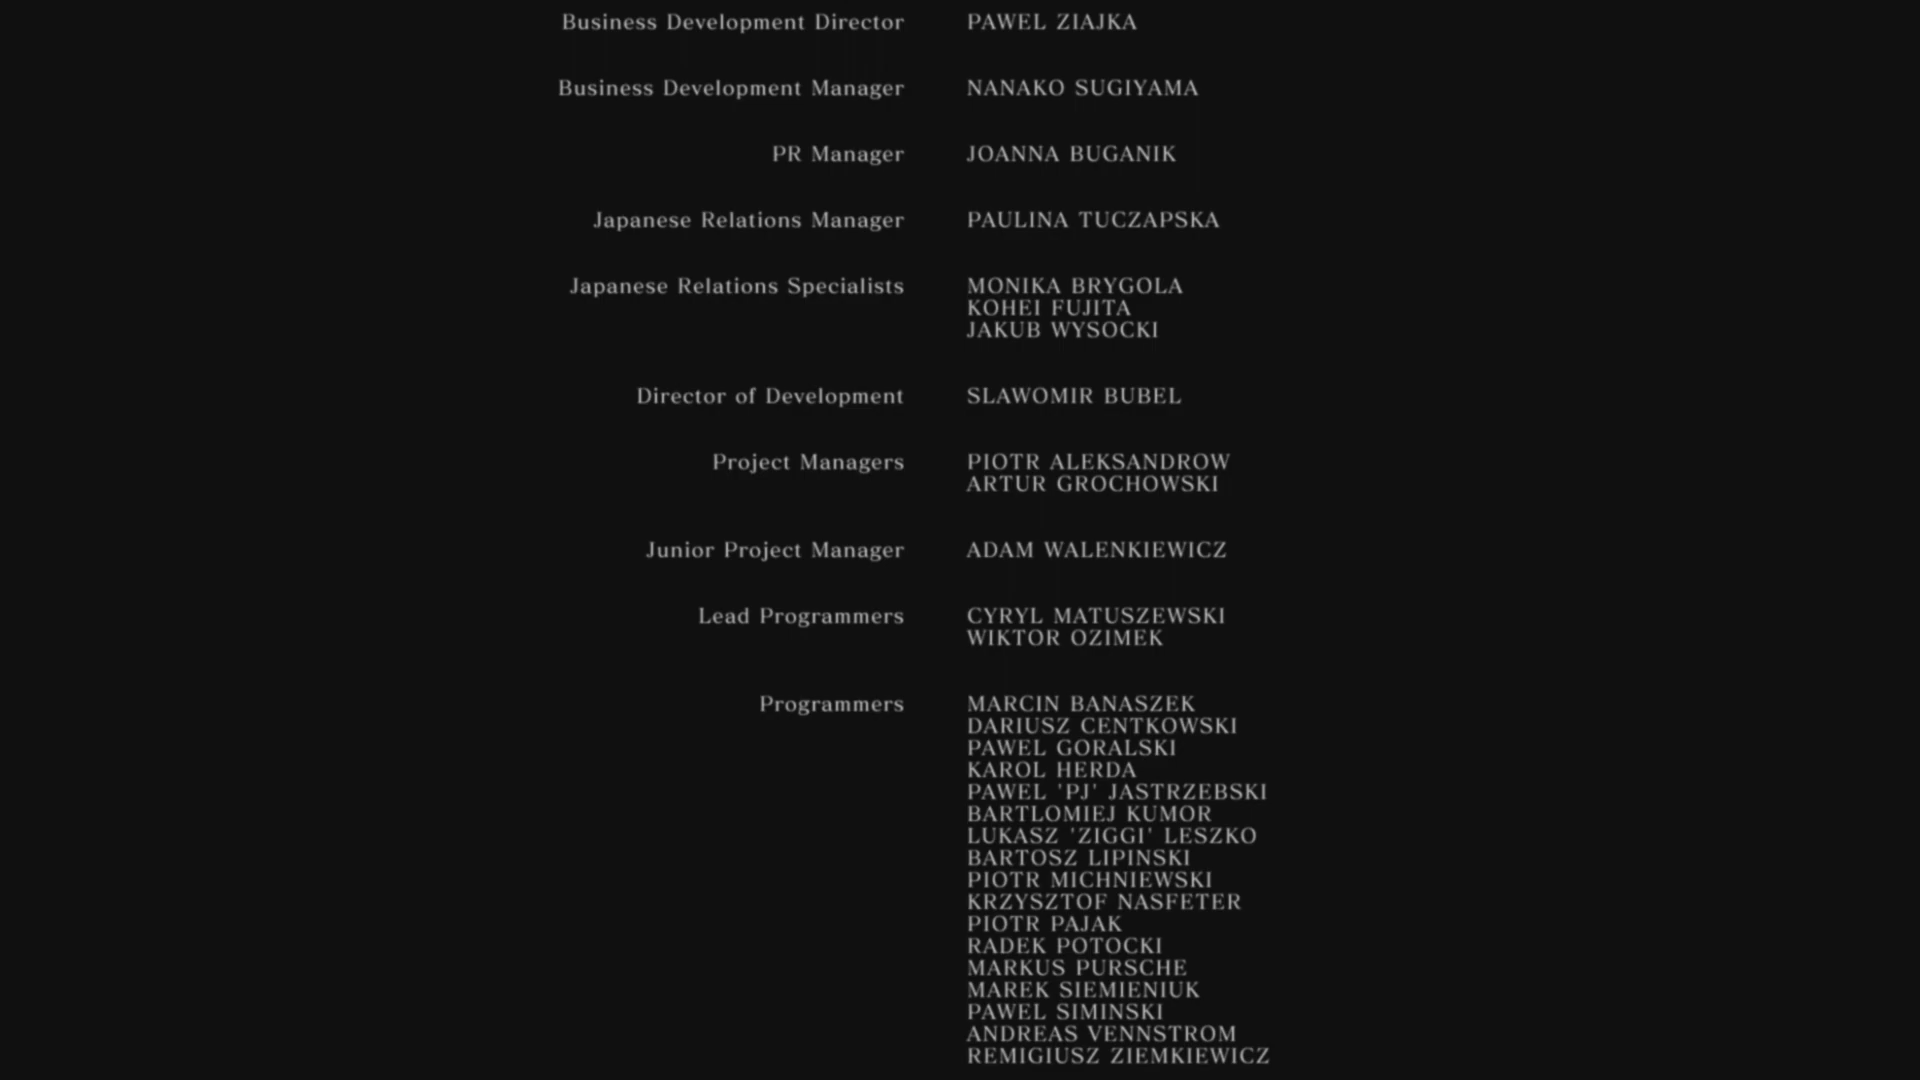 Business Development Director PAWEL ZIAJKA
Business Development Manager NANAKO SUGIYAMA
PR Manager JOANNA BUGANIK
Japanese Relations Manager PAULINA TUCZAPSKA
Japanese Relations Specialists MONIKA BRYGOLA
KOHEI FUJITA
JAKUB WYSOCKI
Director of Development SLAWOMIR BUBEL
Project Managers PIOTR ALEKSANDROW
ARTUR GROCHOWSKI
Junior Project Manager ADAM WALENKIEWICZ
Lead Programmers CYRYL MATUSZEWSKI
WIKTOR OZIMEK
Programmers MARCIN BANASZEK
DARIUSZ CENTKOWSKI
PAWEL GORALSKI
KAROL HERDA
PAWEL 'PJ' JASTRZEBSKI
BARTLOMIEJ KUMOR
LUKASZ 'ZIGGI' LESZKO
BARTOSZ LIPINSKI
PIOTR MICHNIEWSKI
KRZYSZTOF NASFETER
PIOTR PAJAK
RADEK POTOCKI
MARKUS PURSCHE
MAREK SIEMIENIUK
PAWEL SIMINSKI
ANDREAS VENNSTROM
REMIGIUSZ ZIEMKIEWICZ